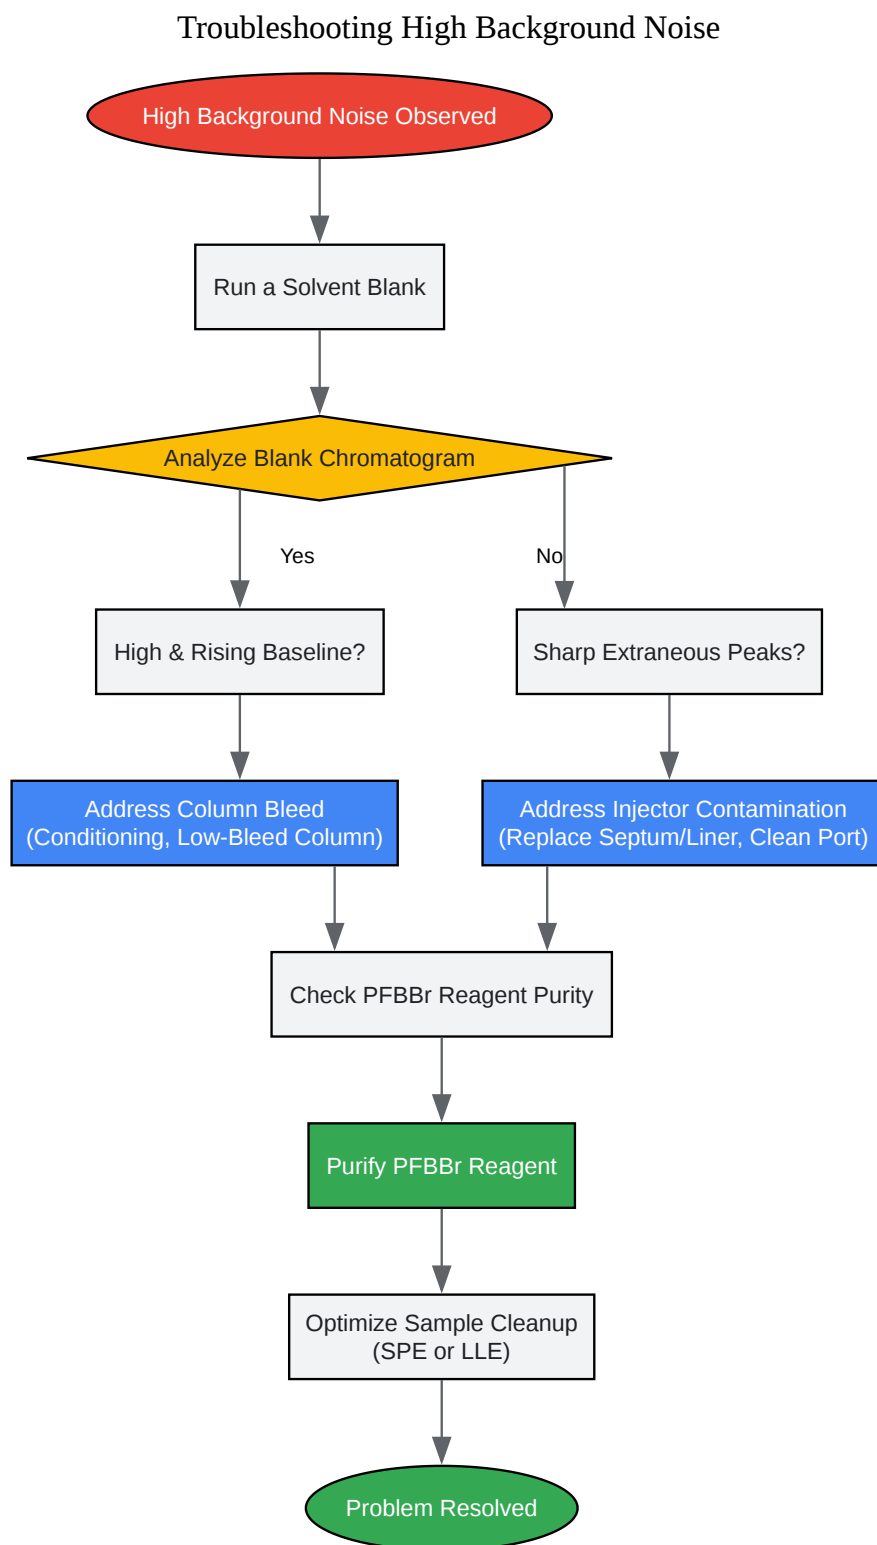 Troubleshooting High Background Noise
High Background Noise Observed
Run a Solvent Blank
Analyze Blank Chromatogram
Yes
No
High & Rising Baseline?
Sharp Extraneous Peaks?
Address Column Bleed
(Conditioning, Low-Bleed Column)
Address Injector Contamination
(Replace Septum/Liner, Clean Port)
Check PFBBr Reagent Purity
Purify PFBBr Reagent
Optimize Sample Cleanup
(SPE or LLE)
Problem Resolved